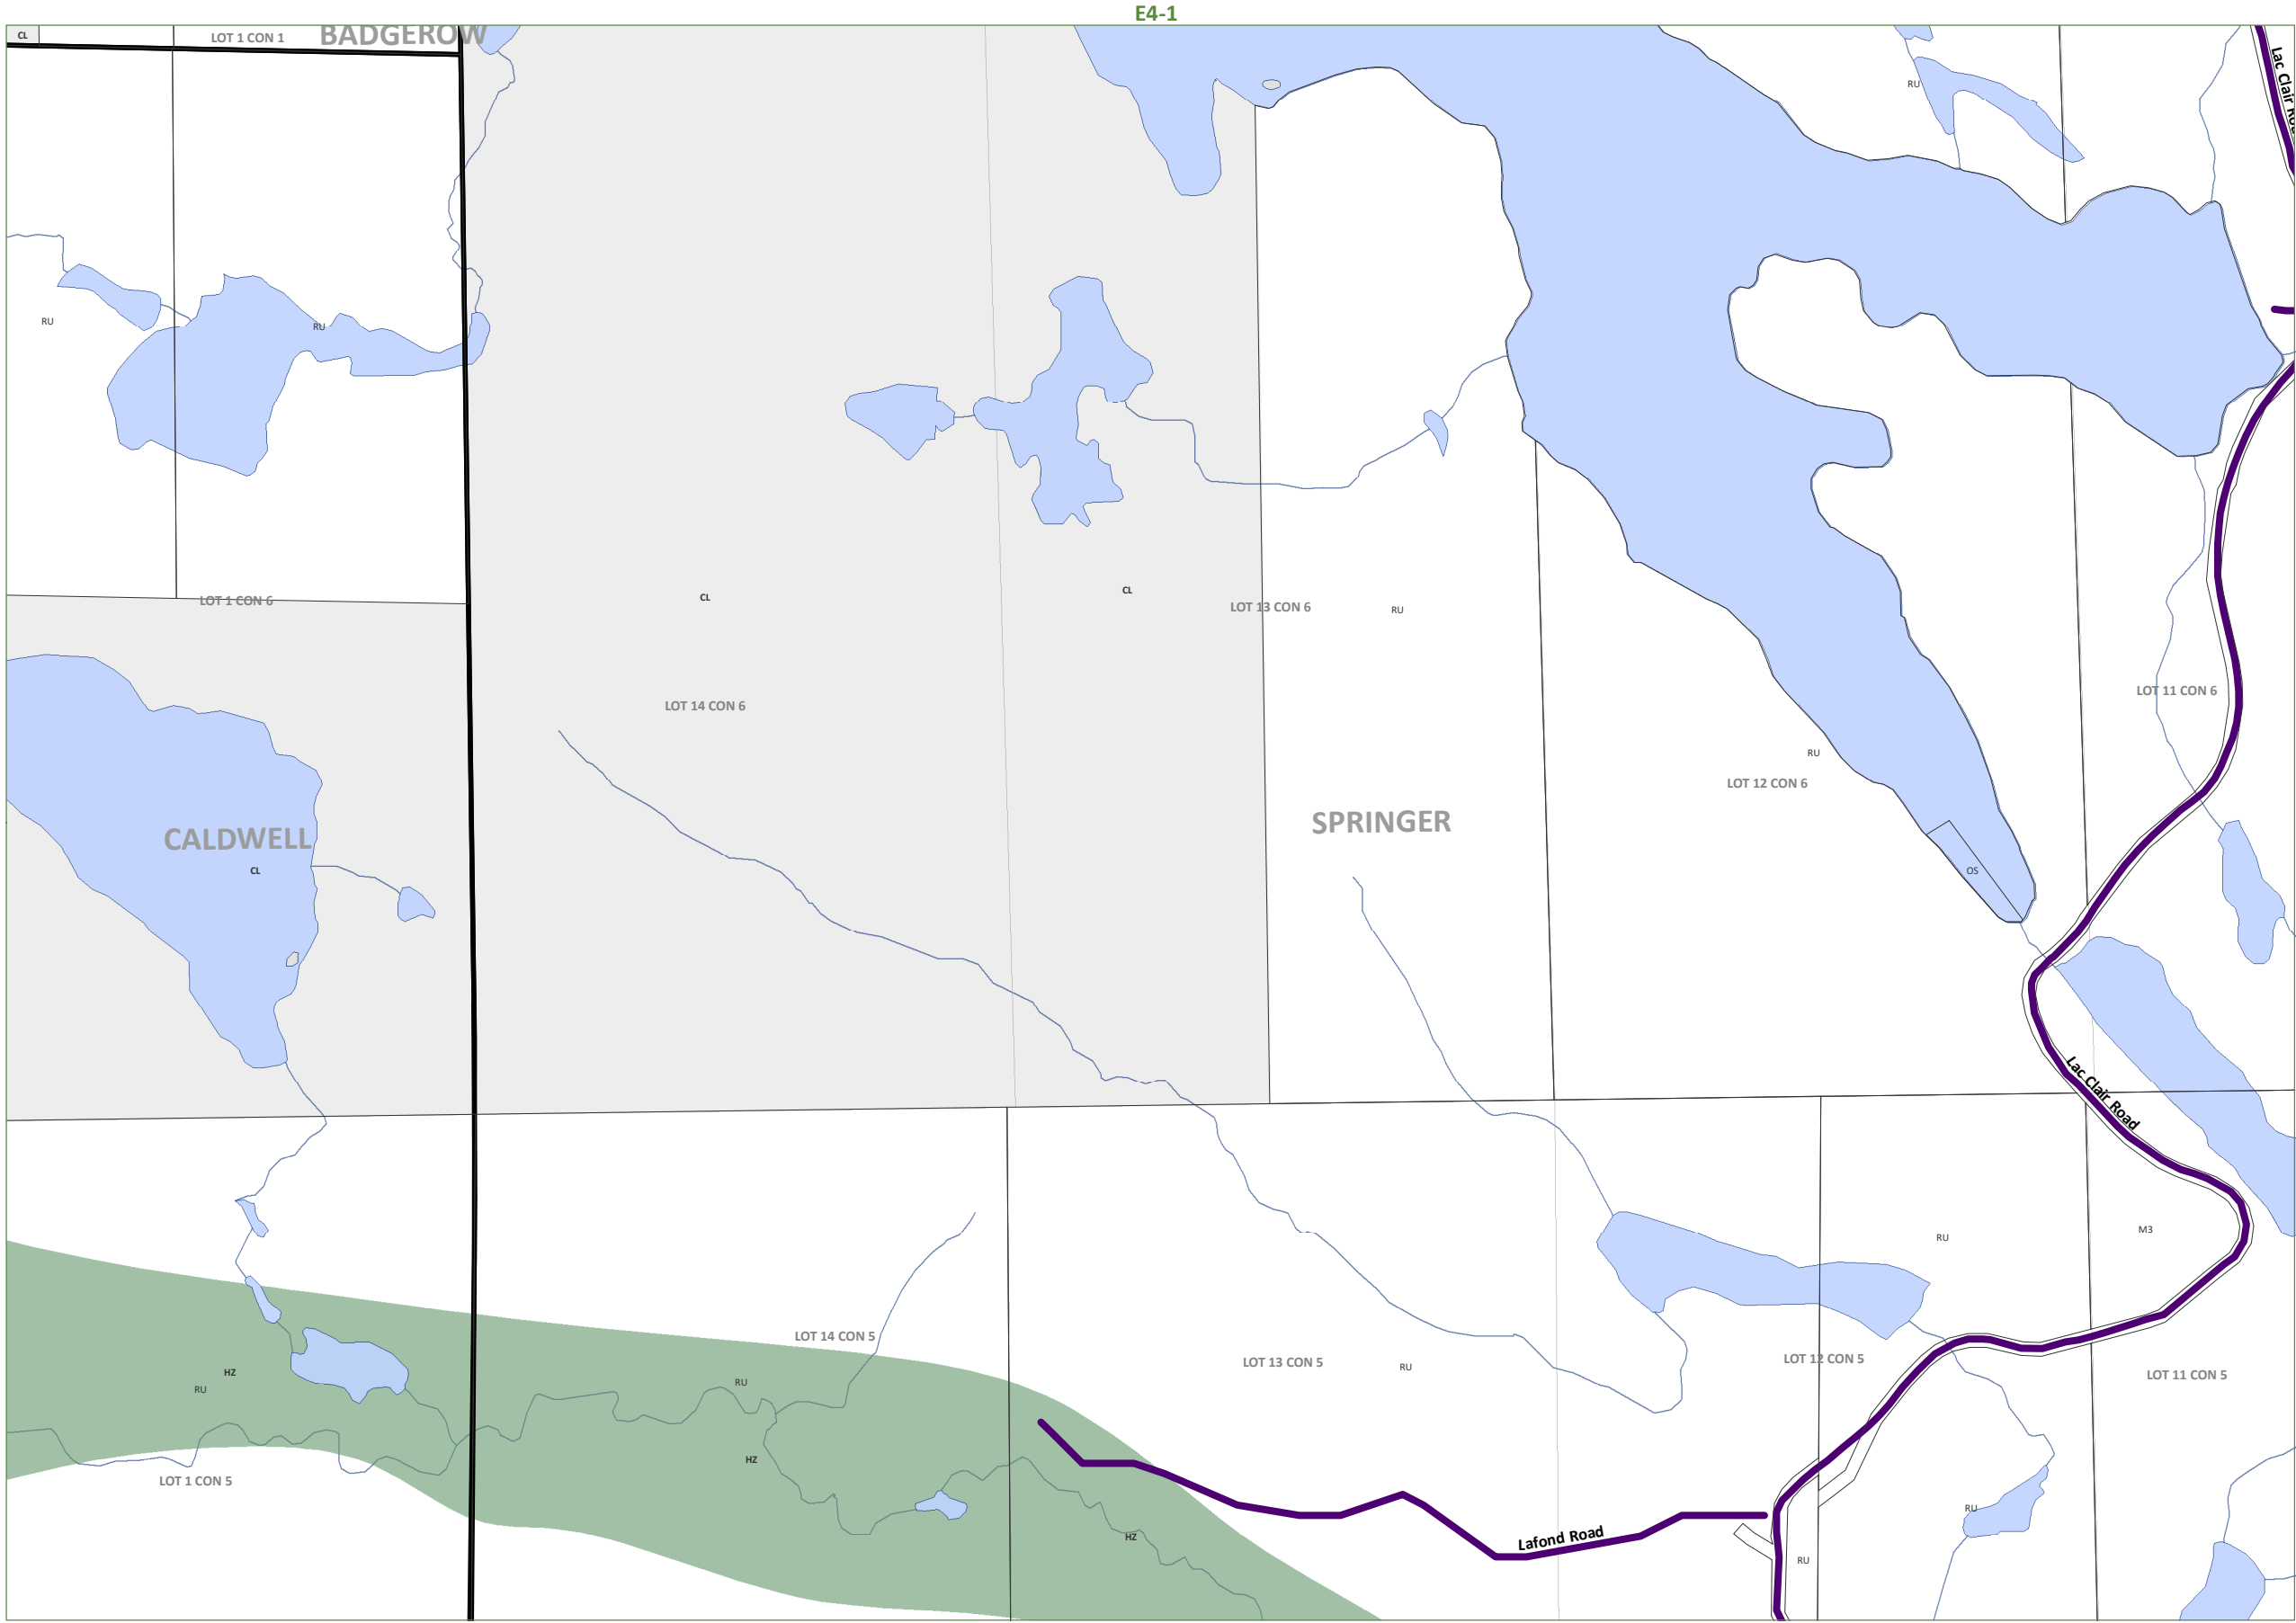 E4-1
CL
LOT 1 CON 1
BADGEROW
Lac Clair
RU
RU
RU
CL
CL
LOT 1 CON 6
LOT 13 CON 6
RU
LOT 11 CON 6
LOT 14 CON 6
RU
LOT 12 CON 6
SPRINGER
CALDWELL
CL
OS
Lac Clair Road
M3
RU
LOT 14 CON 5
LOT 13 CON 5
RU
LOT 12 CON 5
LOT 11 CON 5
HZ
RU
RU
HZ
LOT 1 CON 5
RU
HZ
Lafond Road
RU